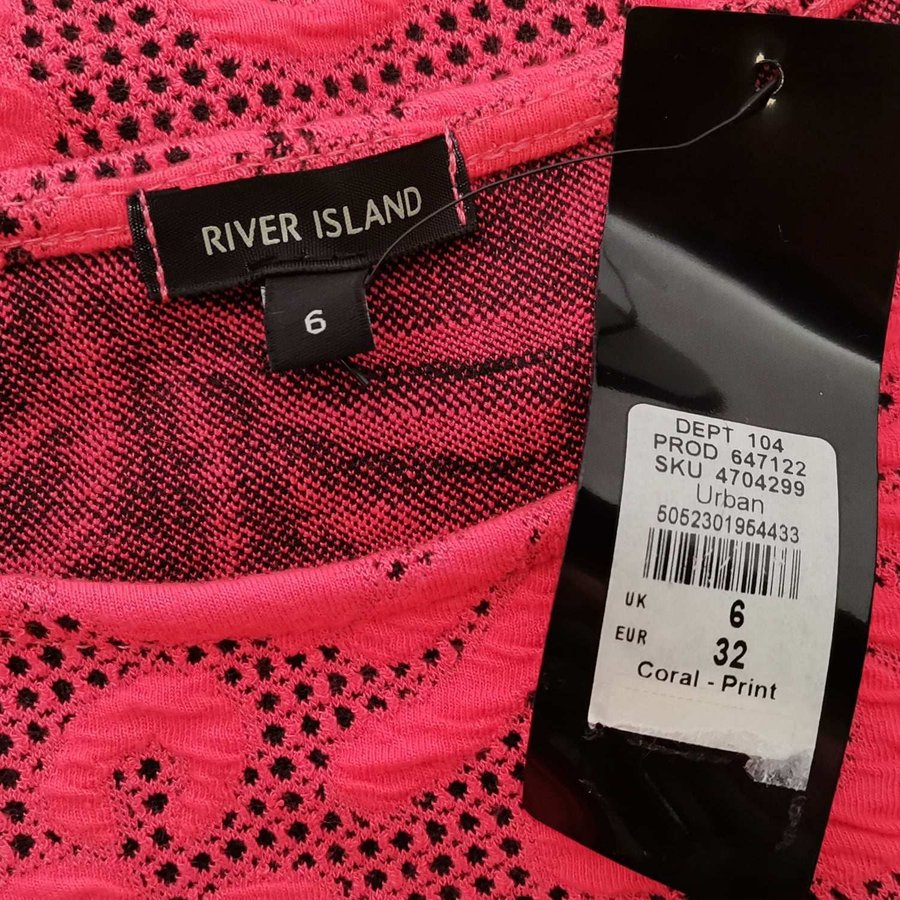 RIVER ISLAND
6
DEPT 104
PROD 647122
SKU 4704299
Urban
5052301954433
UK 6
EUR 32
Coral - Print